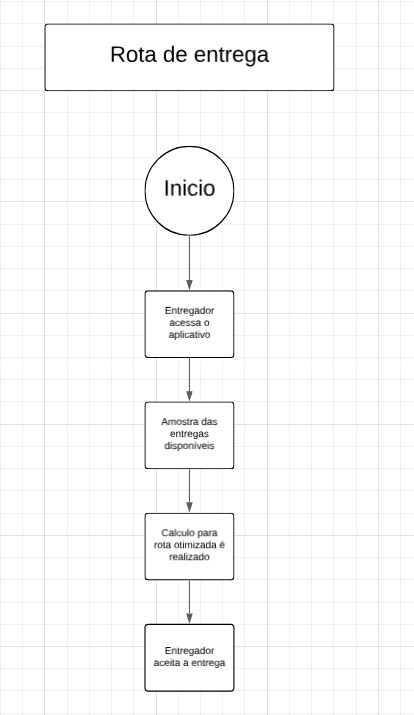 Rota de entrega
Inicio
Entregador
acessa o
aplicativo
Amostra das
entregas
disponíveis
Calculo para
rota otimizada é
realizado
Entregador
aceita a entrega